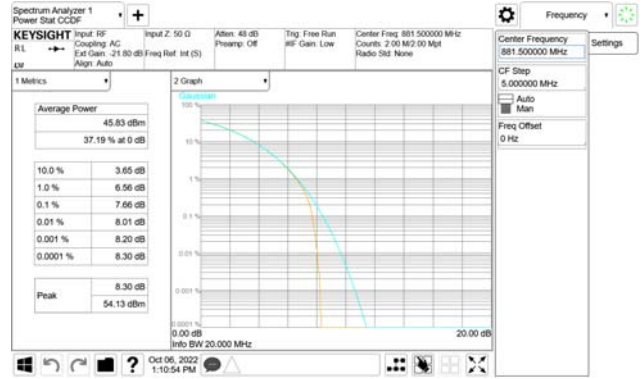 Spectrum Analyzer 1
Power Stat CCDF
+
Frequency
KEYSIGHT
RL
Input: RF
Coupling: AC
Ext Gain: -21.80 dB
Align: Auto
Input Z: 50 Ω
Freq Ref: Int (S)
Atten: 48 dB
Preamp: Off
Trig: Free Run
#IF Gain: Low
Center Freq: 881.500000 MHz
Counts: 2.00 M/2.00 Mpt
Radio Std: None
Center Frequency
881.500000 MHz
Settings
CF Step
5.000000 MHz
Auto
Man
Freq Offset
0 Hz
1 Metrics
2 Graph
Average Power
45.83 dBm
37.19 % at 0 dB
10.0 % 3.65 dB
1.0 % 6.56 dB
0.1 % 7.66 dB
0.01 % 8.01 dB
0.001 % 8.20 dB
0.0001 % 8.30 dB
Peak
8.30 dB
54.13 dBm
Gaussian
100 %
10 %
1 %
0.1 %
0.01 %
0.001 %
0.0001 %
0.00 dB
20.00 dB
Info BW 20.000 MHz
?
Oct 06, 2022
1:10:54 PM